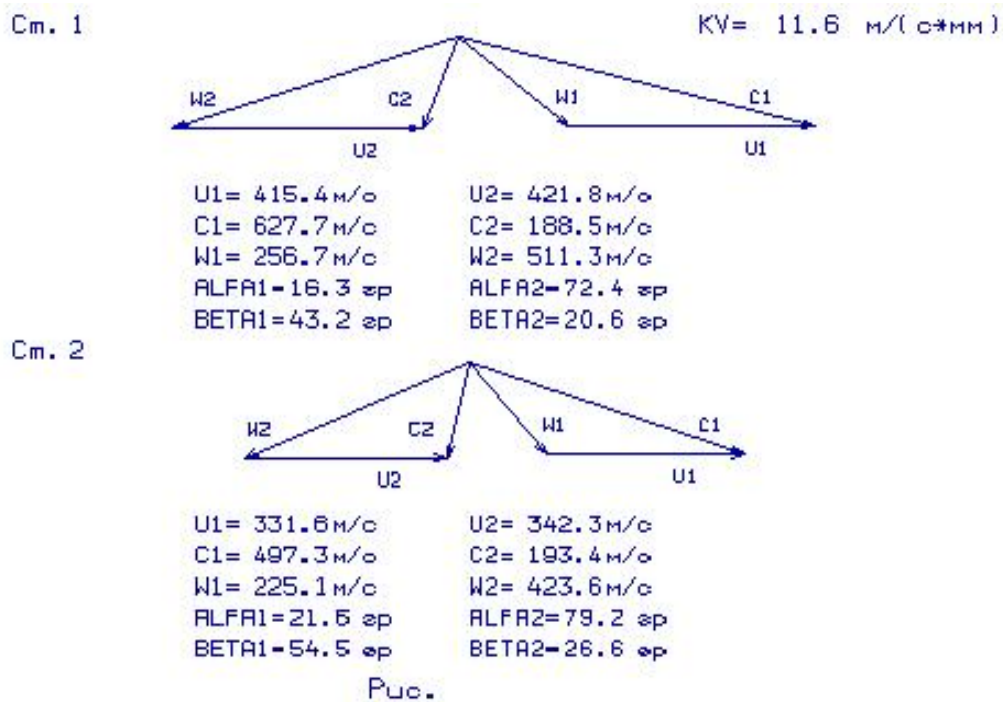 Ст. 1 KV= 11.6 м/(с*мм)
W2 C2 W1 C1
U2 U1
U1= 415.4м/с U2= 421.8м/с
C1= 627.7м/с C2= 188.5м/с
W1= 256.7м/с W2= 511.3м/с
ALFA1=16.3 гр ALFA2=72.4 гр
BETA1=43.2 гр BETA2=20.6 гр
Ст. 2
W2 C2 W1 C1
U2 U1
U1= 331.6м/с U2= 342.3м/с
C1= 497.3м/с C2= 193.4м/с
W1= 225.1м/с W2= 423.6м/с
ALFA1=21.6 гр ALFA2=79.2 гр
BETA1=54.5 гр BETA2=26.6 гр
Рис.